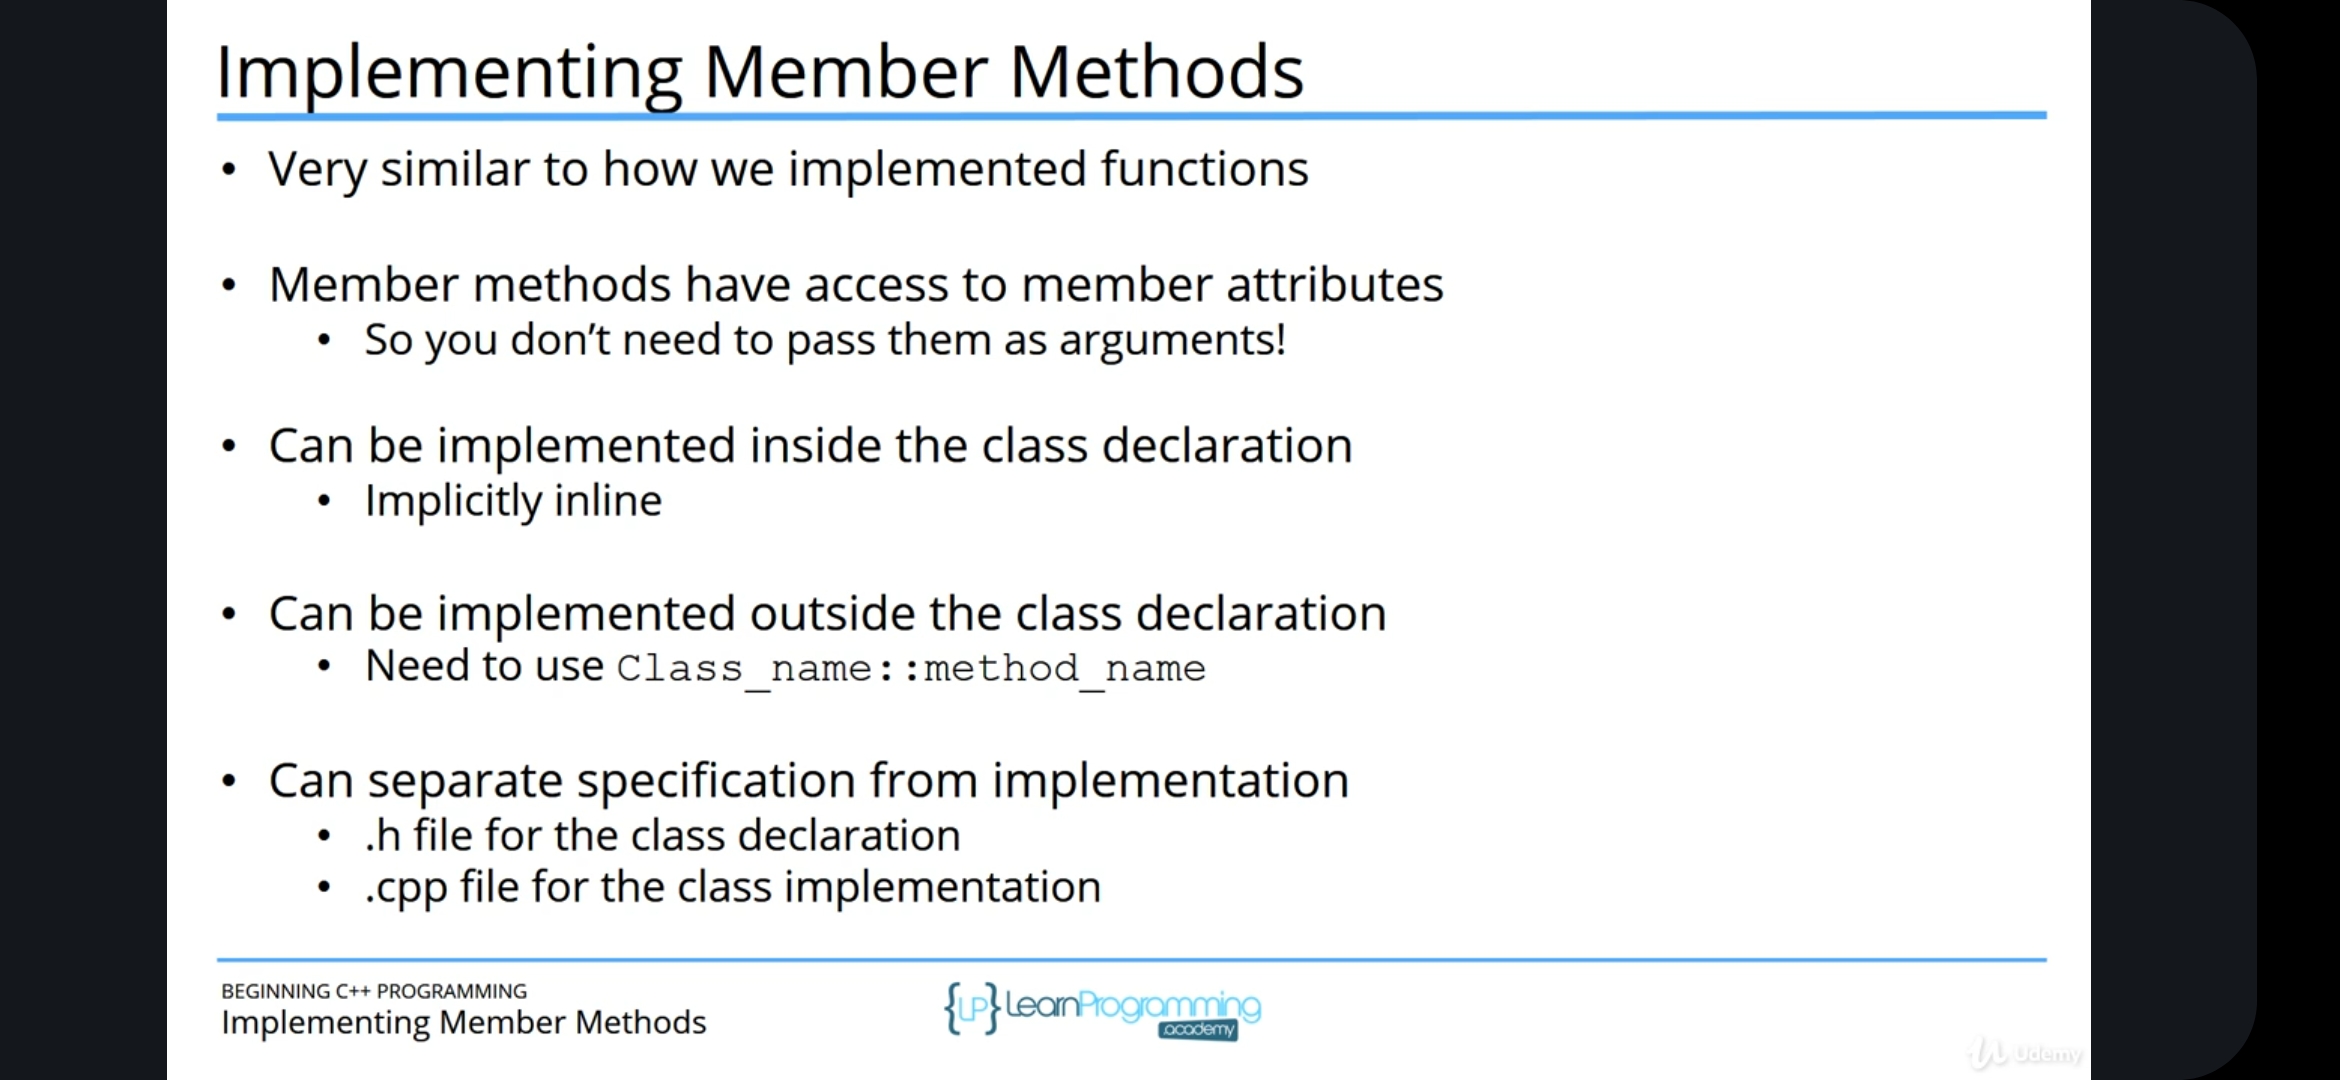 Implementing Member Methods
• Very similar to how we implemented functions
• Member methods have access to member attributes
• So you don’t need to pass them as arguments!
• Can be implemented inside the class declaration
• Implicitly inline
• Can be implemented outside the class declaration
• Need to use Class_name::method_name
• Can separate specification from implementation
• .h file for the class declaration
• .cpp file for the class implementation
BEGINNING C++ PROGRAMMING
Implementing Member Methods
{LP} LearnProgramming
academy
Udemy